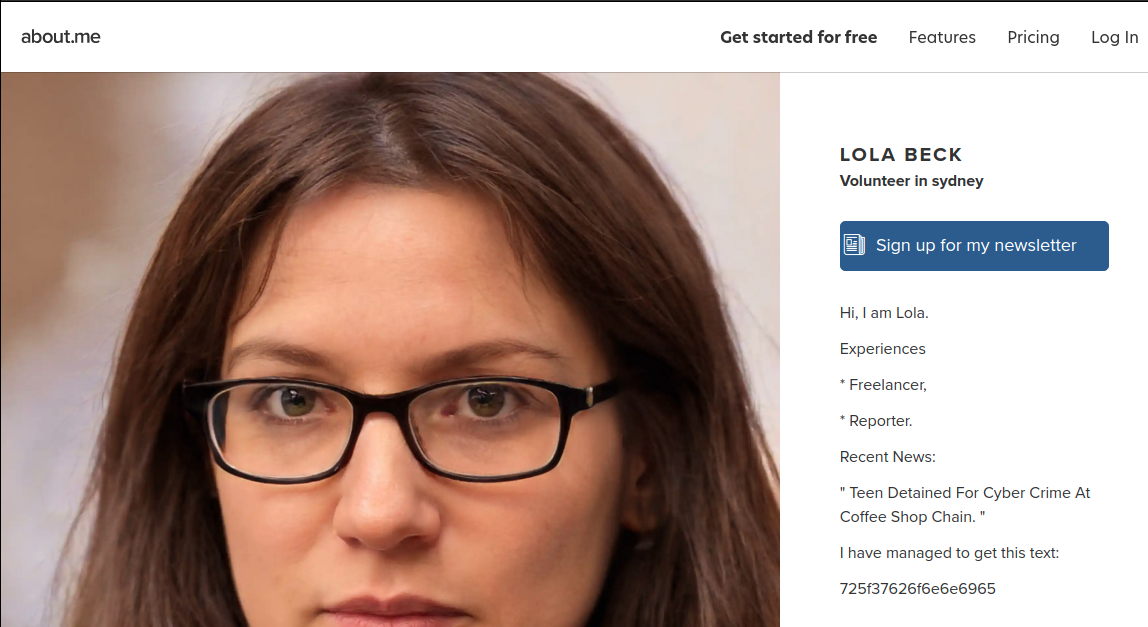 about.me
Get started for free Features Pricing Log In
LOLA BECK
Volunteer in sydney
Sign up for my newsletter
Hi, I am Lola.
Experiences
* Freelancer,
* Reporter.
Recent News:
" Teen Detained For Cyber Crime At
Coffee Shop Chain. "
I have managed to get this text:
725f37626f6e6e6965